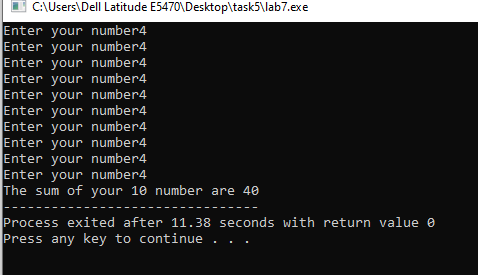 C:\Users\Dell Latitude E5470\Desktop\task5\lab7.exe
Enter your number4
Enter your number4
Enter your number4
Enter your number4
Enter your number4
Enter your number4
Enter your number4
Enter your number4
Enter your number4
Enter your number4
The sum of your 10 number are 40
--------------------------------
Process exited after 11.38 seconds with return value 0
Press any key to continue . . .